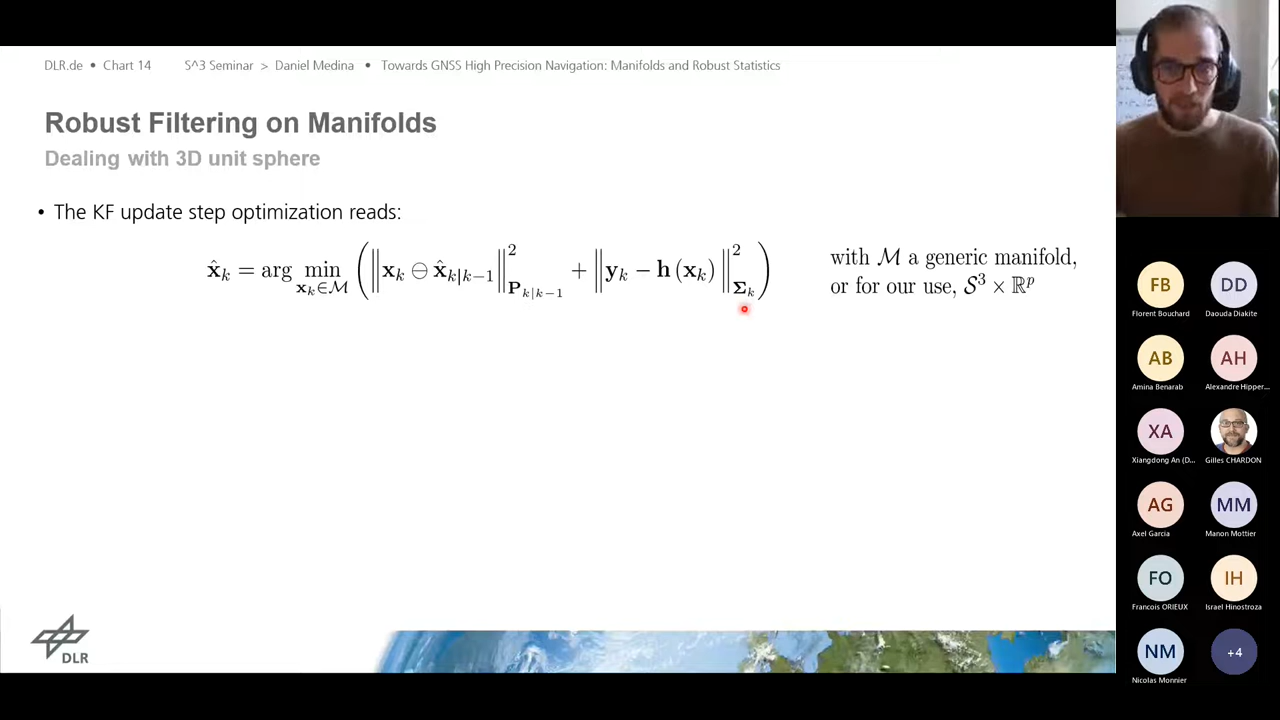 DLR.de • Chart 14 S^3 Seminar > Daniel Medina • Towards GNSS High Precision Navigation: Manifolds and Robust Statistics
Robust Filtering on Manifolds
Dealing with 3D unit sphere
• The KF update step optimization reads:
x̂_k = arg min_{x_k∈ℳ} ( ‖x_k ⊖ x̂_{k|k−1}‖²_{P_{k|k−1}} + ‖y_k − h(x_k)‖²_{Σ_k} )
with ℳ a generic manifold,
or for our use, 𝒮³ × ℝᵖ
DLR
FB DD
Florent Bouchard Daouda Diakite
AB AH
Amina Benarab Alexandre Hipper...
XA
Xiangdong An (D... Gilles CHARDON
AG MM
Axel Garcia Manon Mottier
FO IH
Francois ORIEUX Israel Hinostroza
NM +4
Nicolas Monnier